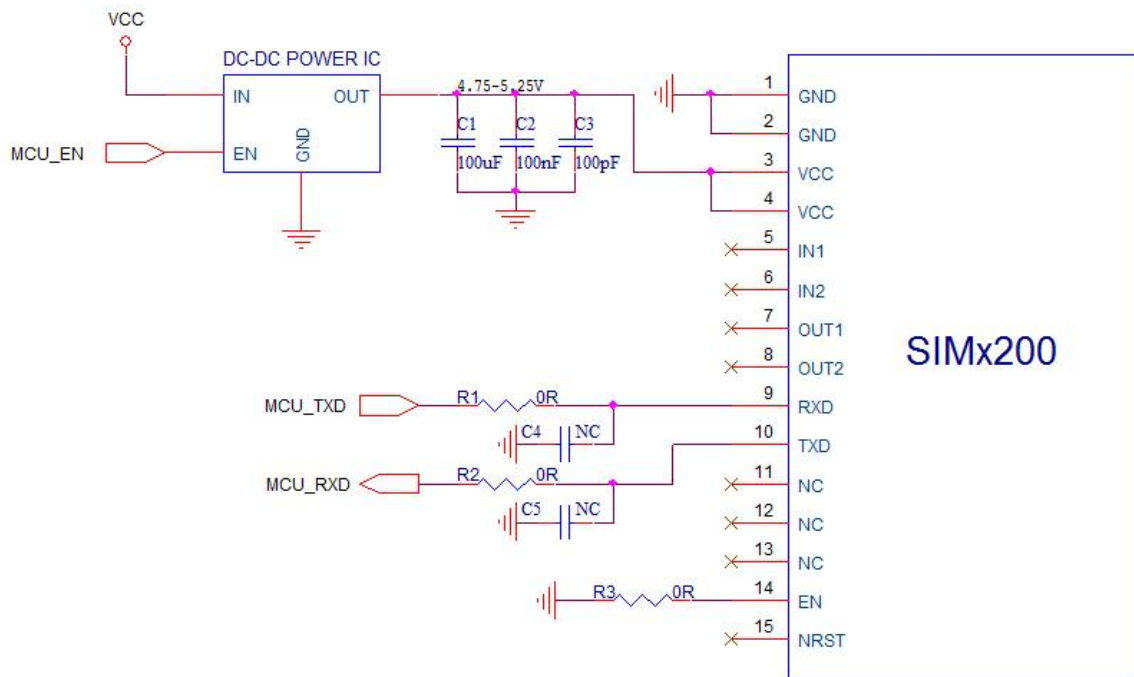 VCC
DC-DC POWER IC
IN
OUT
EN
GND
MCU_EN
4.75-5.25V
C1
C2
C3
100uF
100nF
100pF
1
GND
2
GND
3
VCC
4
VCC
5
IN1
6
IN2
7
OUT1
8
OUT2
SIMx200
MCU_TXD
R1
0R
9
RXD
C4
NC
10
TXD
MCU_RXD
R2
0R
11
NC
C5
NC
12
NC
13
NC
R3
0R
14
EN
15
NRST